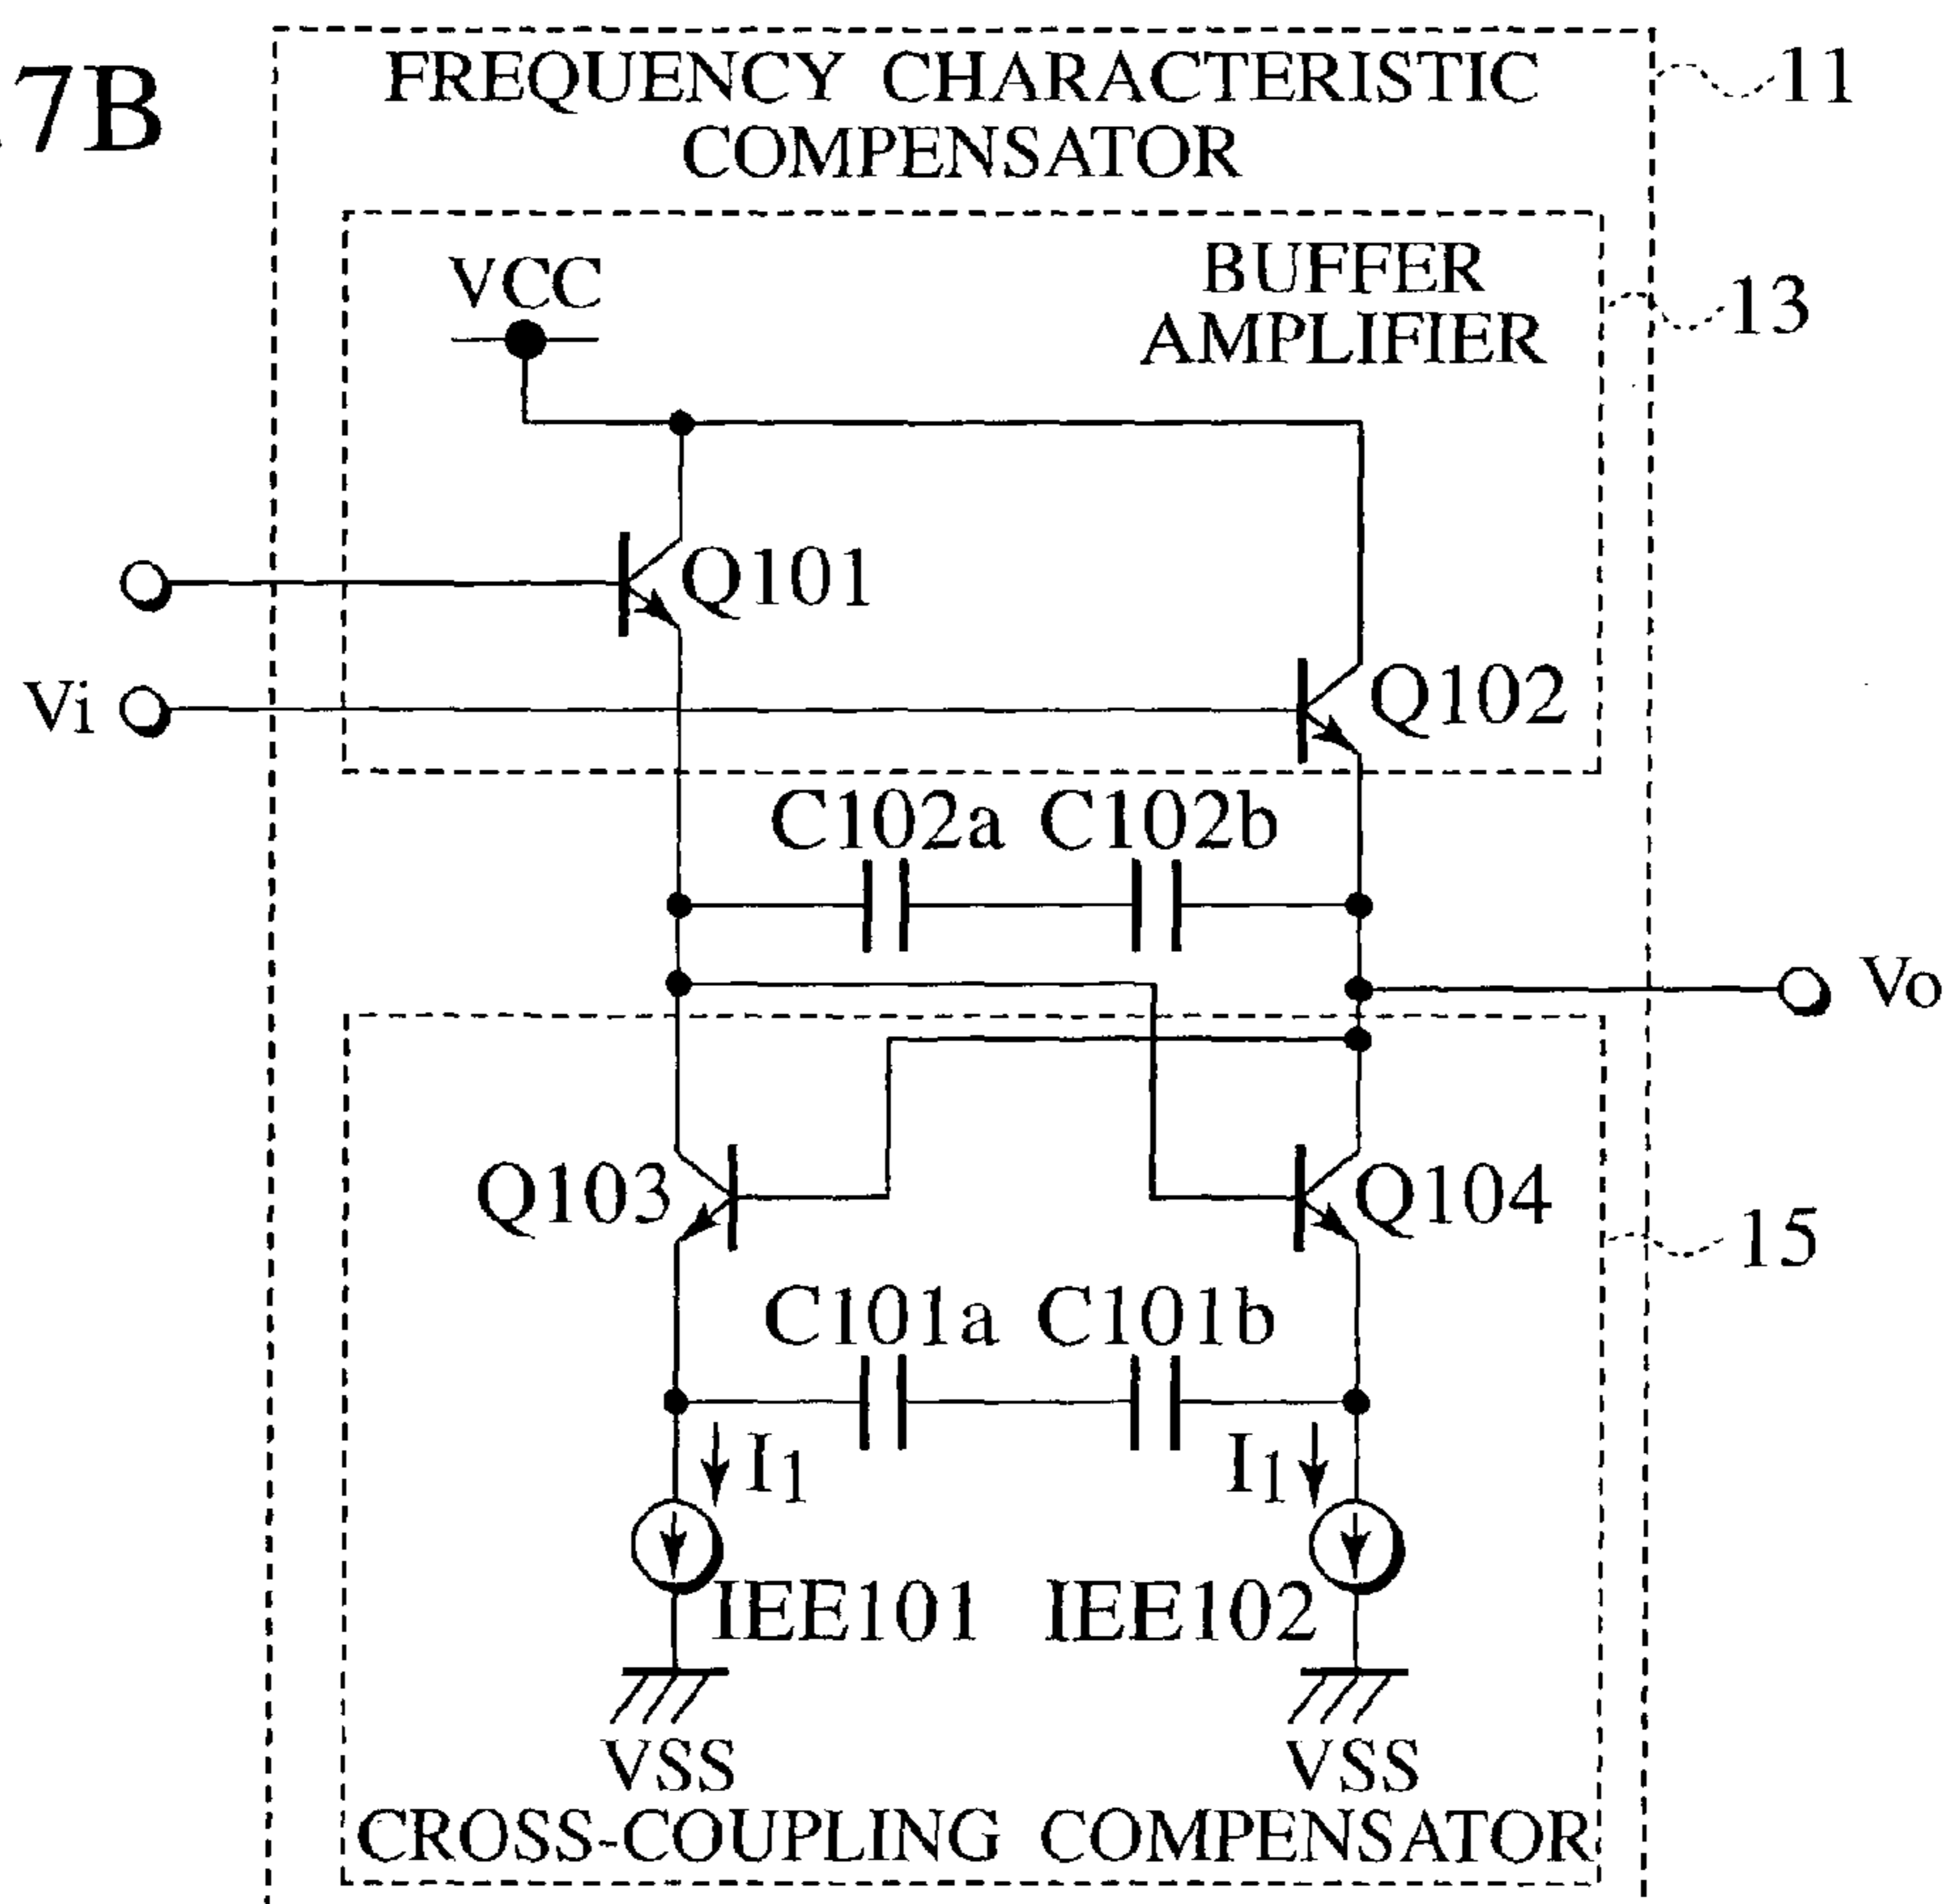 7B
FREQUENCY CHARACTERISTIC
COMPENSATOR
11
VCC
BUFFER
AMPLIFIER
13
Q101
Vi
Q102
C102a C102b
Vo
Q103
Q104
15
C101a C101b
I1
I1
IEE101 IEE102
VSS
VSS
CROSS-COUPLING COMPENSATOR